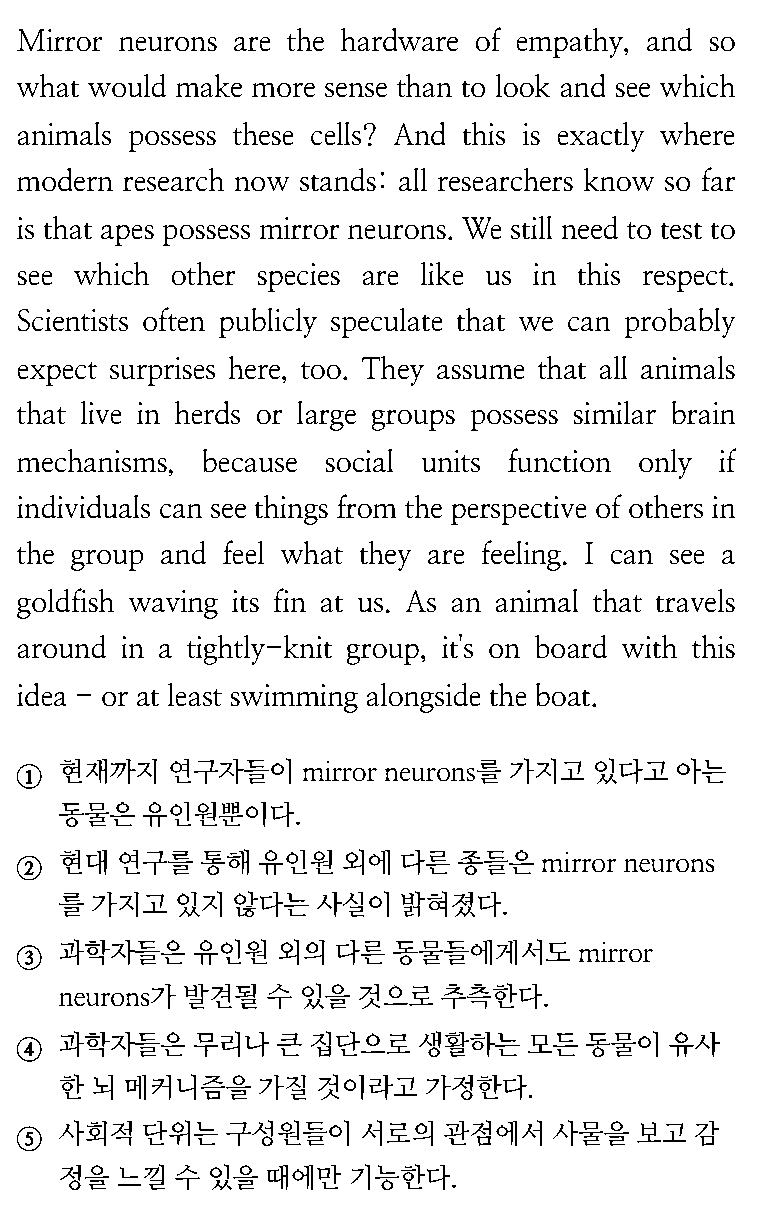 Mirror neurons are the hardware of empathy, and so
what would make more sense than to look and see which
animals possess these cells? And this is exactly where
modern research now stands: all researchers know so far
is that apes possess mirror neurons. We still need to test to
see which other species are like us in this respect.
Scientists often publicly speculate that we can probably
expect surprises here, too. They assume that all animals
that live in herds or large groups possess similar brain
mechanisms, because social units function only if
individuals can see things from the perspective of others in
the group and feel what they are feeling. I can see a
goldfish waving its fin at us. As an animal that travels
around in a tightly-knit group, it's on board with this
idea - or at least swimming alongside the boat.
① 현재까지 연구자들이 mirror neurons를 가지고 있다고 아는
동물은 유인원뿐이다.
② 현대 연구를 통해 유인원 외에 다른 종들은 mirror neurons
를 가지고 있지 않다는 사실이 밝혀졌다.
③ 과학자들은 유인원 외의 다른 동물들에게서도 mirror
neurons가 발견될 수 있을 것으로 추측한다.
④ 과학자들은 무리나 큰 집단으로 생활하는 모든 동물이 유사
한 뇌 메커니즘을 가질 것이라고 가정한다.
⑤ 사회적 단위는 구성원들이 서로의 관점에서 사물을 보고 감
정을 느낄 수 있을 때에만 기능한다.